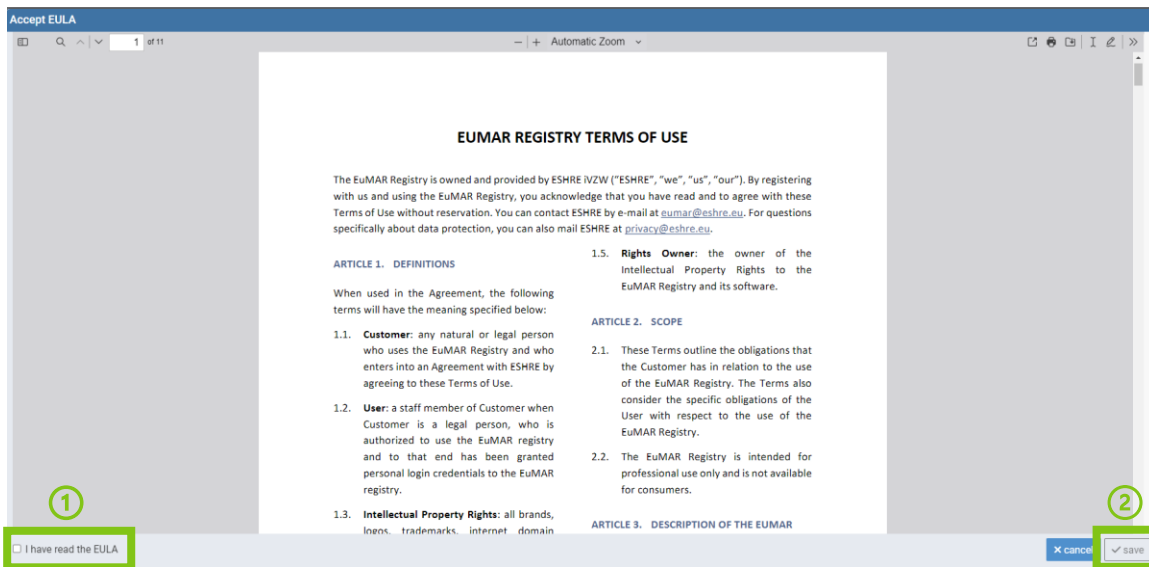 Accept EULA
1 of 11
Automatic Zoom
EUMAR REGISTRY TERMS OF USE
The EuMAR Registry is owned and provided by ESHRE iVZW (“ESHRE”, “we”, “us”, “our”). By registering
with us and using the EuMAR Registry, you acknowledge that you have read and to agree with these
Terms of Use without reservation. You can contact ESHRE by e-mail at eumar@eshre.eu. For questions
specifically about data protection, you can also mail ESHRE at privacy@eshre.eu.
ARTICLE 1. DEFINITIONS
When used in the Agreement, the following
terms will have the meaning specified below:
1.1. Customer: any natural or legal person
who uses the EuMAR Registry and who
enters into an Agreement with ESHRE by
agreeing to these Terms of Use.
1.2. User: a staff member of Customer when
Customer is a legal person, who is
authorized to use the EuMAR registry
and to that end has been granted
personal login credentials to the EuMAR
registry.
1.3. Intellectual Property Rights: all brands,
logos, trademarks, internet domain
1.5. Rights Owner: the owner of the
Intellectual Property Rights to the
EuMAR Registry and its software.
ARTICLE 2. SCOPE
2.1. These Terms outline the obligations that
the Customer has in relation to the use
of the EuMAR Registry. The Terms also
consider the specific obligations of the
User with respect to the use of the
EuMAR Registry.
2.2. The EuMAR Registry is intended for
professional use only and is not available
for consumers.
ARTICLE 3. DESCRIPTION OF THE EUMAR
1
I have read the EULA
2
cancel
save